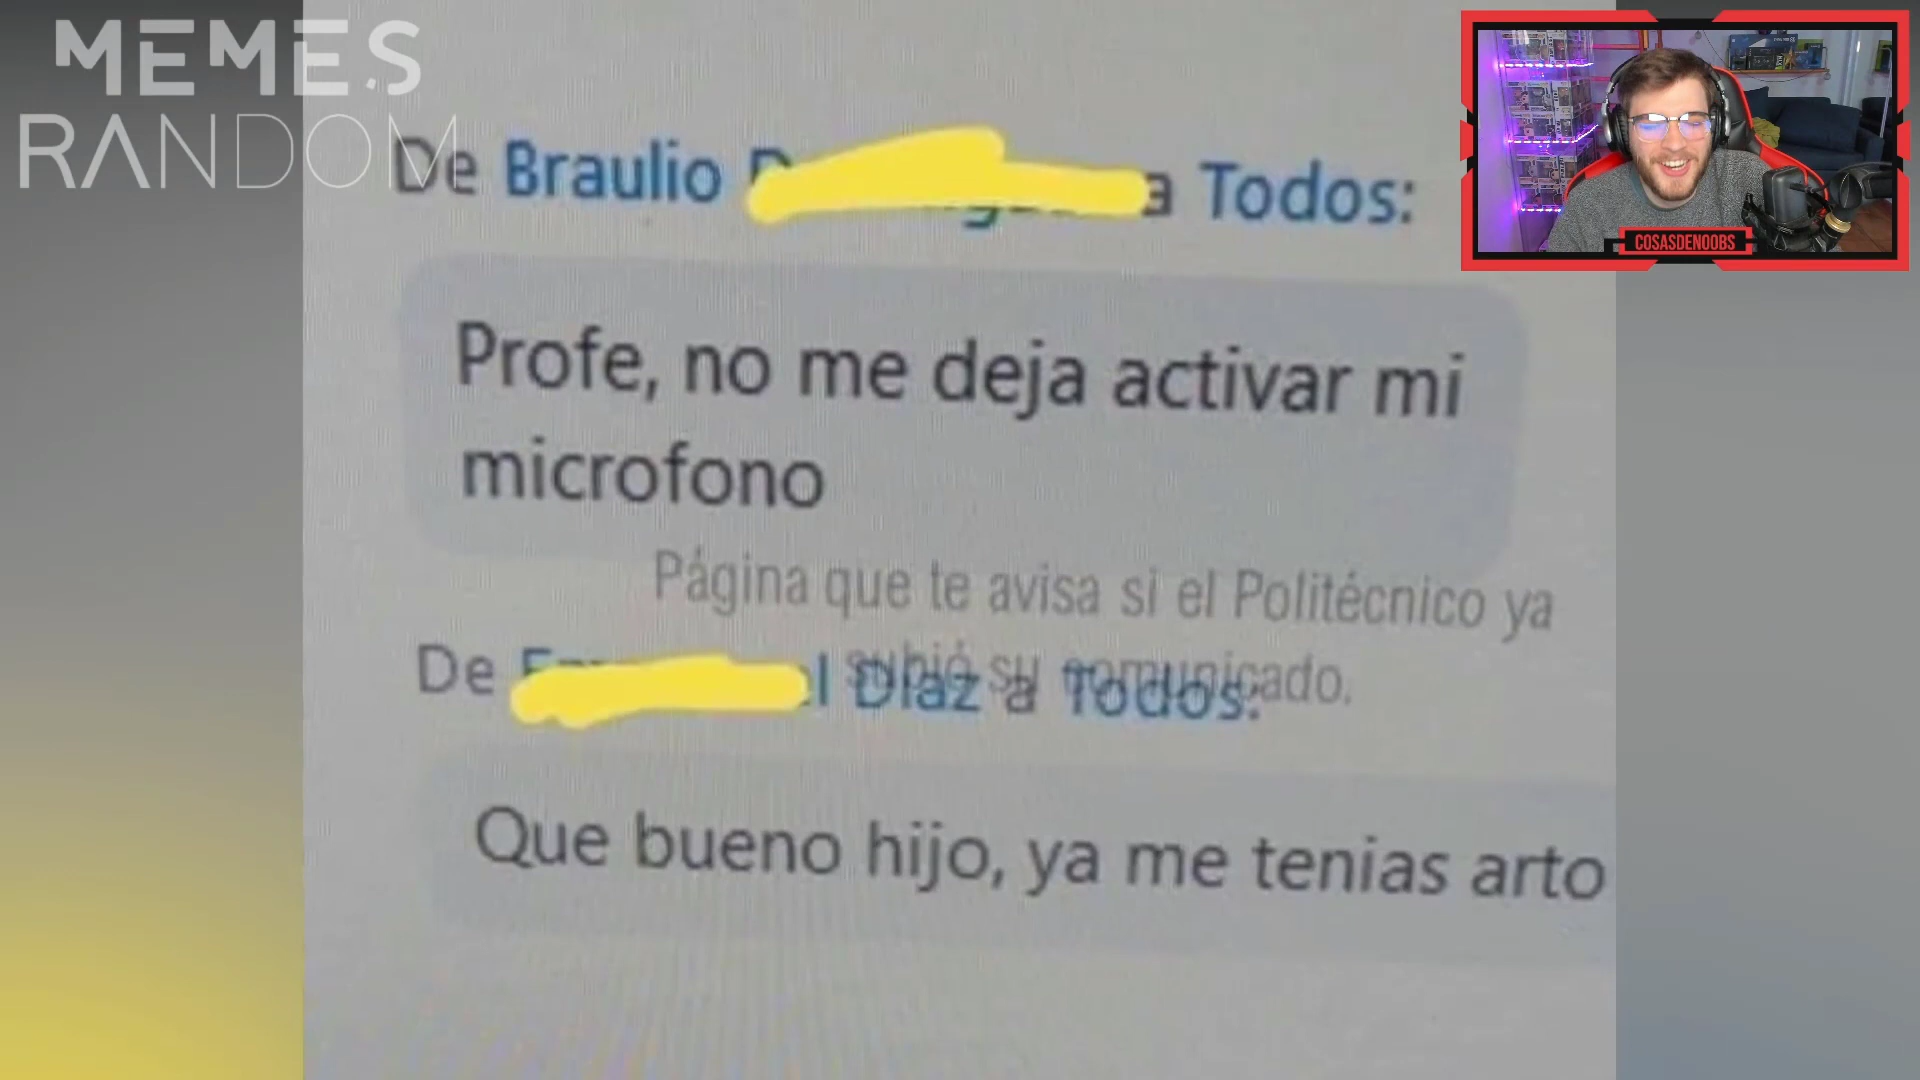 MEMES
RANDOM
De Braulio a Todos:
Profe, no me deja activar mi
microfono
Página que te avisa si el Politécnico ya
subió su comunicado.
De Diaz a Todos:
Que bueno hijo, ya me tenias arto
COSASDENOOBS